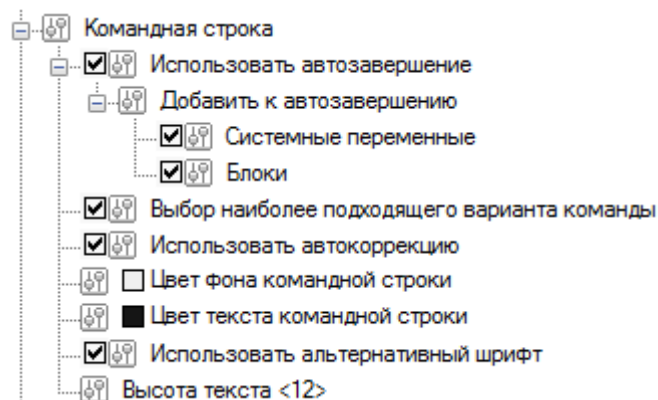 Командная строка
Использовать автозавершение
Добавить к автозавершению
Системные переменные
Блоки
Выбор наиболее подходящего варианта команды
Использовать автокоррекцию
Цвет фона командной строки
Цвет текста командной строки
Использовать альтернативный шрифт
Высота текста <12>